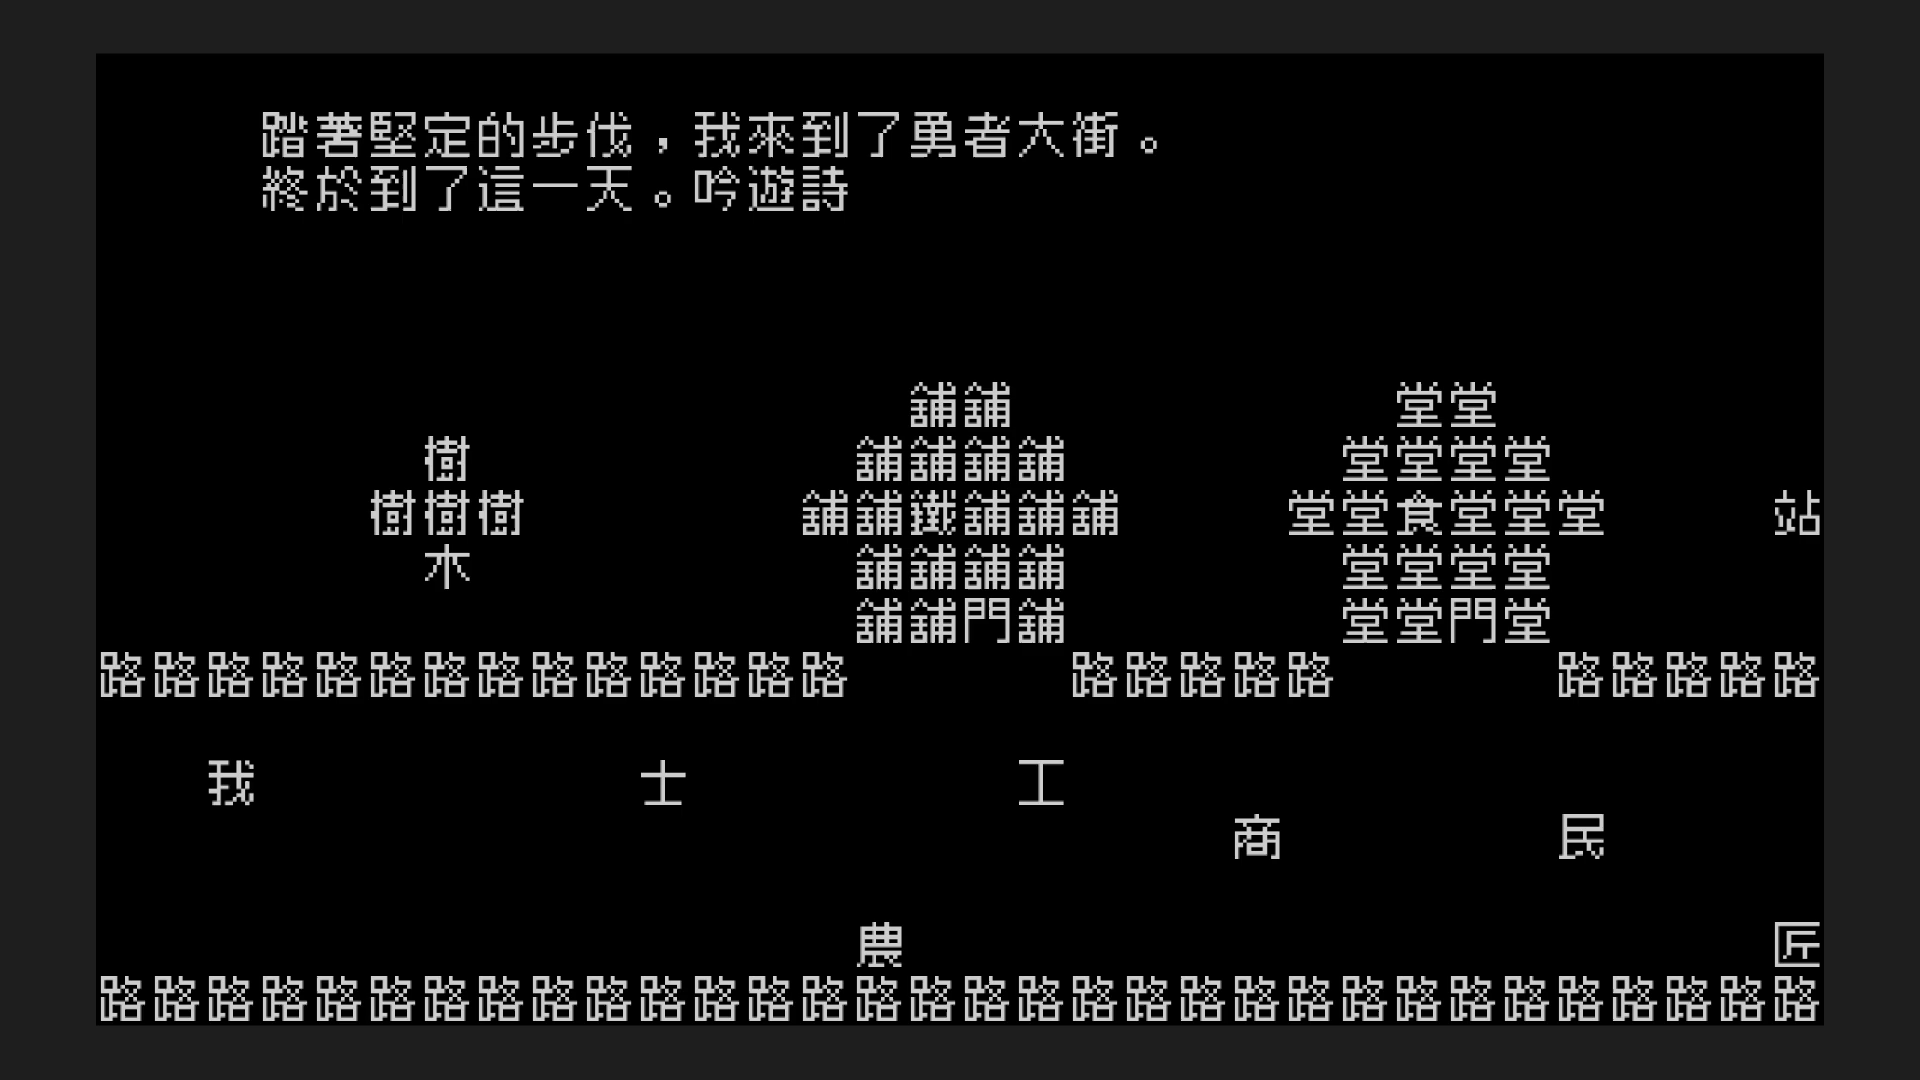 踏著堅定的步伐，我來到了勇者大街。
終於到了這一天。吟遊詩
舖舖 堂堂
樹 舖舖舖舖 堂堂堂堂
樹樹樹 舖舖鐵舖舖舖 堂堂食堂堂堂 站
木 舖舖舖舖 堂堂堂堂
舖舖門舖 堂堂門堂
路路路路路路路路路路路路路路 路路路路路 路路路路路
我 士 工
商 民
農 匠
路路路路路路路路路路路路路路路路路路路路路路路路路路路路路路路路